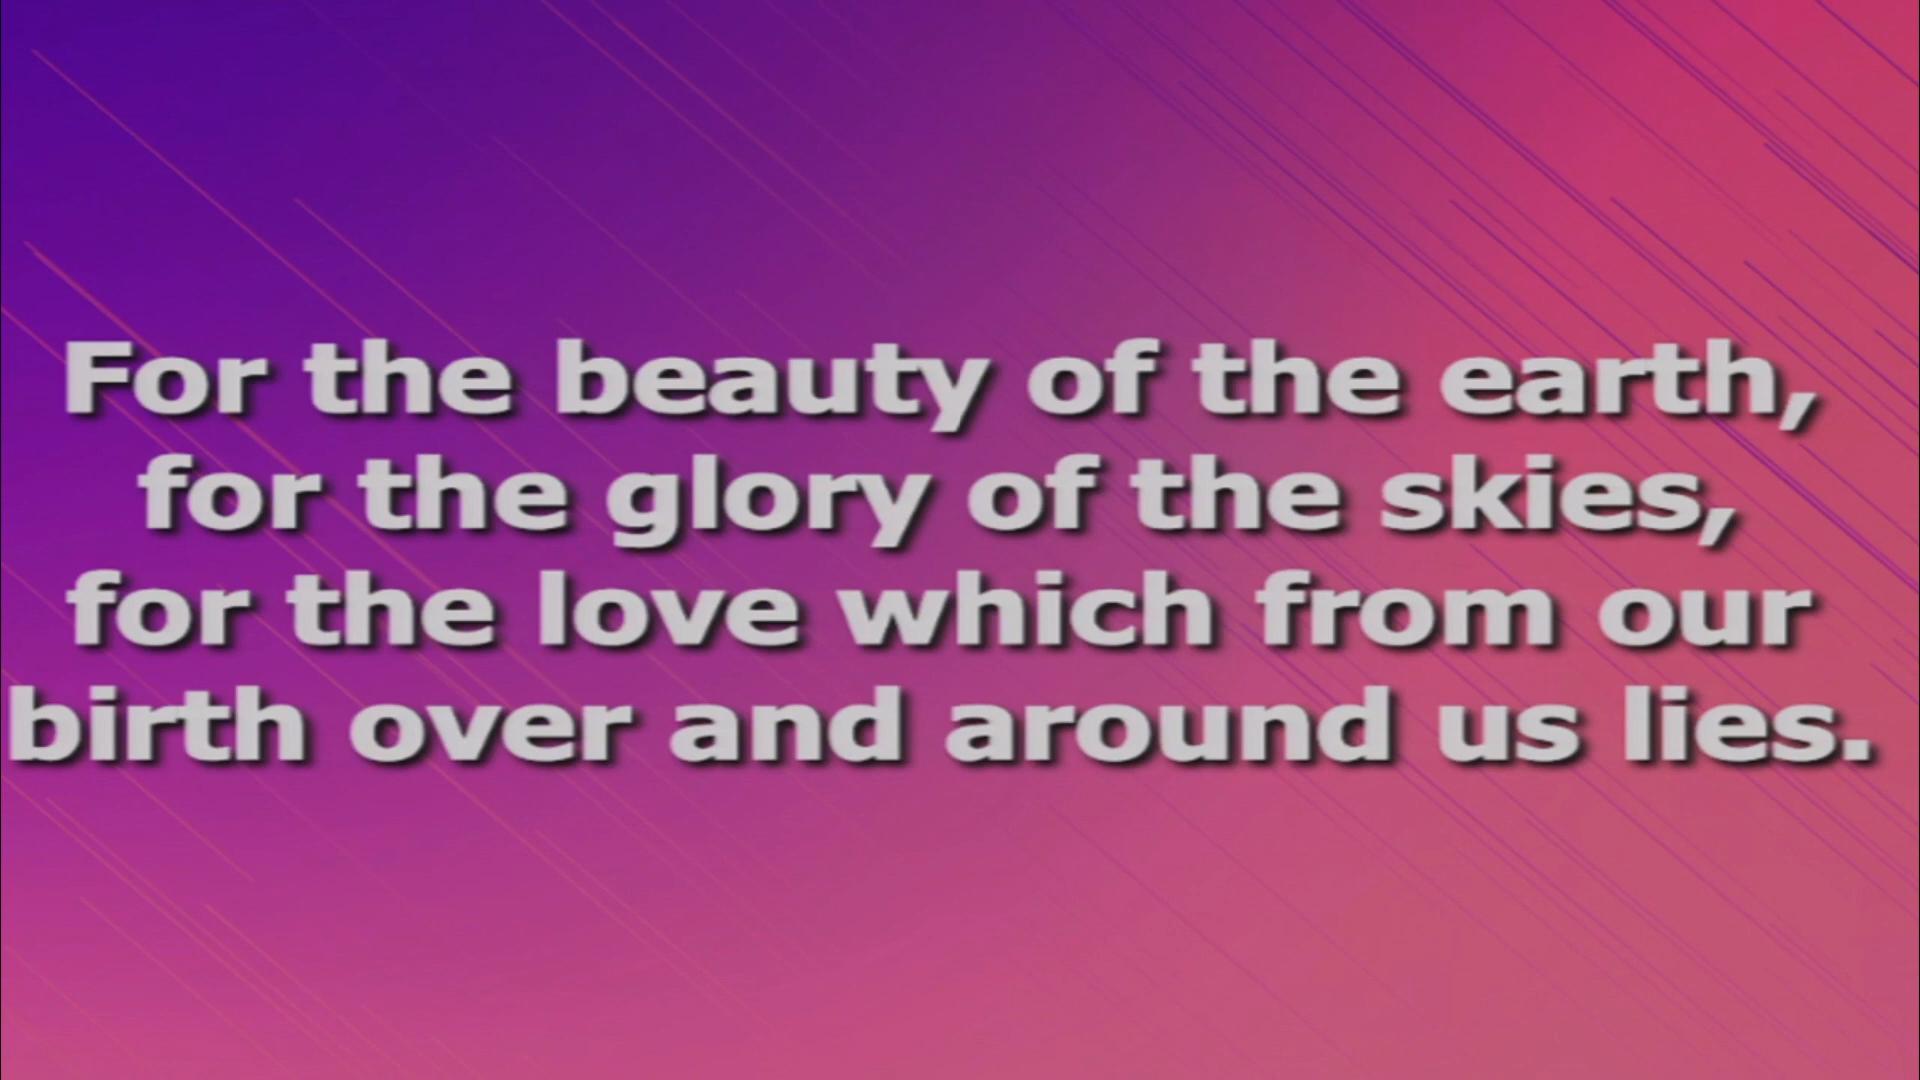 For the beauty of the earth,
for the glory of the skies,
for the love which from our
birth over and around us lies.